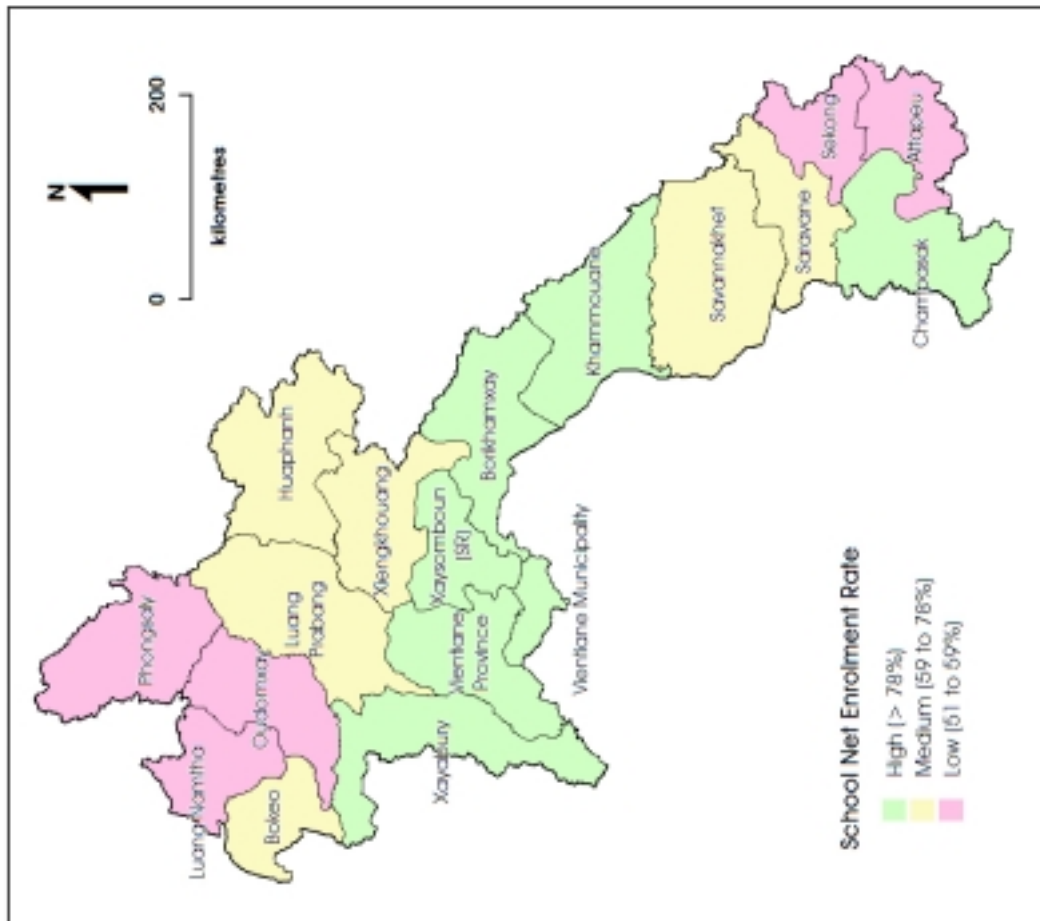 N
0 200
kilometres
Phongsaly
Luang Namtha
Oudomxay
Bokeo
Luang
Prabang
Huaphanh
Xiengkhouang
Xayabury
Vientiane
Province
Xaysomboun
(SR)
Vientiane Municipality
Borikhamxay
Khammouane
Savannakhet
Saravane
Sekong
Champasak
Attapeu
School Net Enrolment Rate
High (> 78%)
Medium (59 to 78%)
Low (51 to 59%)